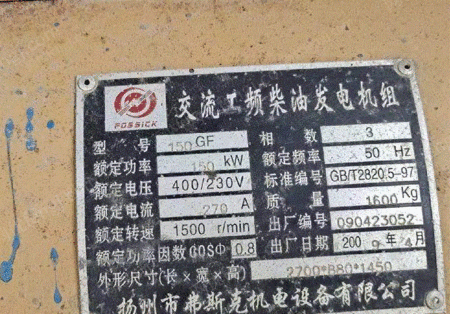 FOSSICK
交流工频柴油发电机组
型号 150GF 相数 3
额定功率 150 kW 额定频率 50 Hz
额定电压 400/230V 标准编号 GB/T2820.5-97
额定电流 270 A 质量 1600Kg
额定转速 1500 r/min 出厂编号 090423052
额定功率因数COSΦ 0.8 出厂日期 2009年4月
外形尺寸(长×宽×高) 2700*880*1450
扬州市弗斯克机电设备有限公司